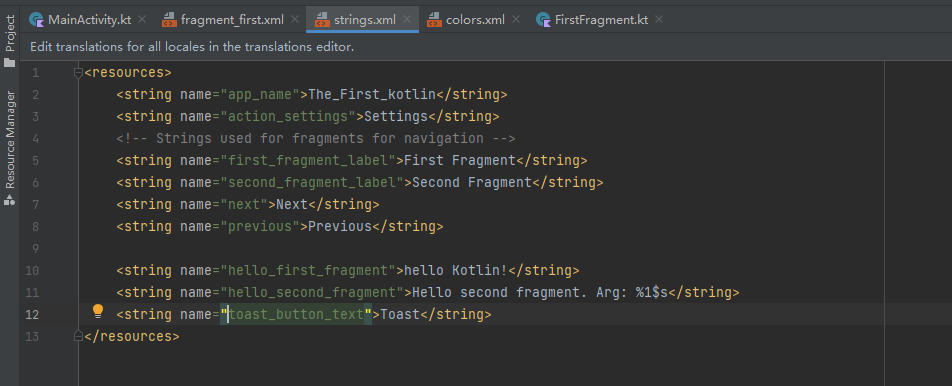 MainActivity.kt fragment_first.xml strings.xml colors.xml FirstFragment.kt
Project
Resource Manager
Edit translations for all locales in the translations editor.
1 <resources>
2 <string name="app_name">The_First_kotlin</string>
3 <string name="action_settings">Settings</string>
4 <!-- Strings used for fragments for navigation -->
5 <string name="first_fragment_label">First Fragment</string>
6 <string name="second_fragment_label">Second Fragment</string>
7 <string name="next">Next</string>
8 <string name="previous">Previous</string>
9
10 <string name="hello_first_fragment">hello Kotlin!</string>
11 <string name="hello_second_fragment">Hello second fragment. Arg: %1$s</string>
12 <string name="toast_button_text">Toast</string>
13 </resources>